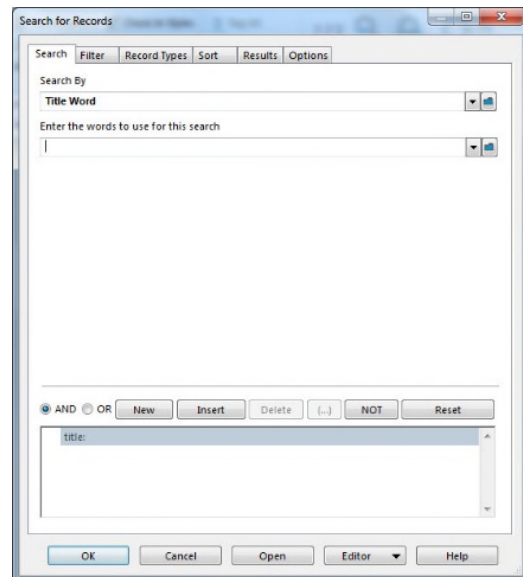 Search for Records
Search Filter Record Types Sort Results Options
Search By
Title Word
Enter the words to use for this search
AND OR New Insert Delete (...) NOT Reset
title:
OK Cancel Open Editor Help